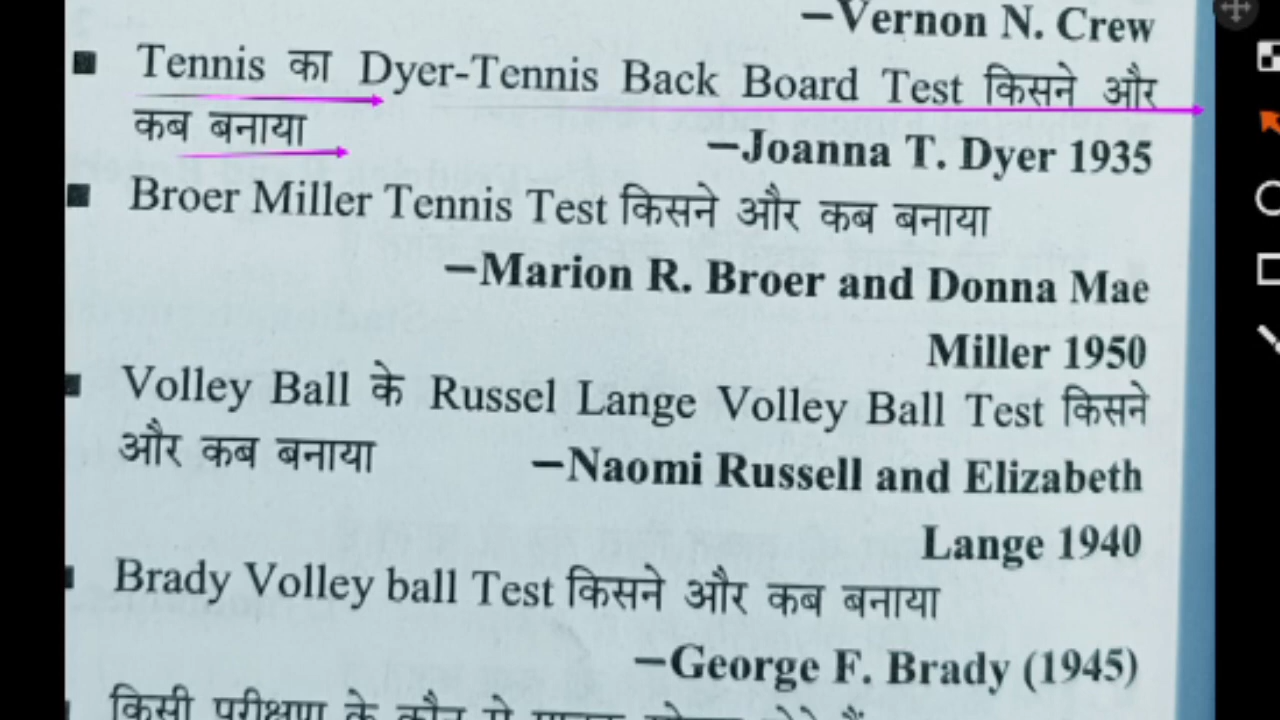 –Vernon N. Crew
Tennis का Dyer-Tennis Back Board Test किसने और
कब बनाया –Joanna T. Dyer 1935
Broer Miller Tennis Test किसने और कब बनाया
–Marion R. Broer and Donna Mae
Miller 1950
Volley Ball के Russel Lange Volley Ball Test किसने
और कब बनाया –Naomi Russell and Elizabeth
Lange 1940
Brady Volley ball Test किसने और कब बनाया
–George F. Brady (1945)
किसी परीक्षण के कौन से